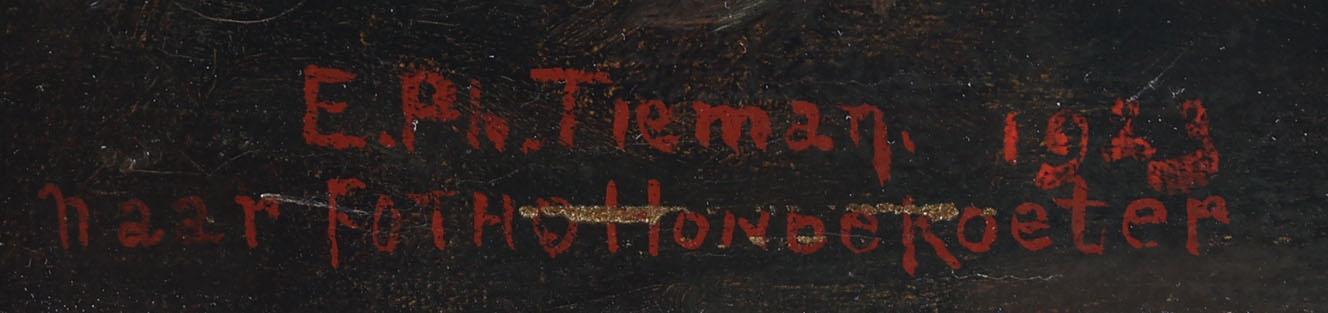 E.Ph.Tieman. 1923
naar FOTHO HONDEKoeter